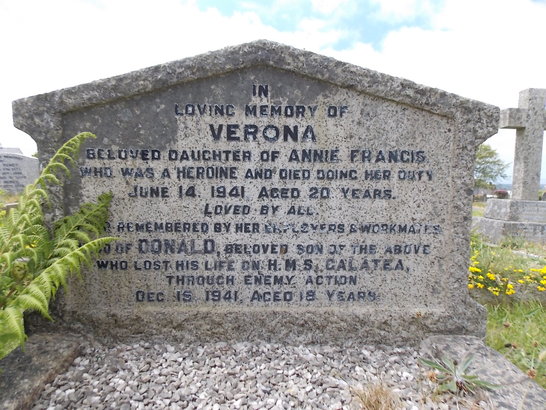 IN
LOVING MEMORY OF
VERONA
BELOVED DAUGHTER OF ANNIE FRANCIS
WHO WAS A HEROINE AND DIED DOING HER DUTY
JUNE 14, 1941 AGED 20 YEARS.
LOVED BY ALL
REMEMBERED BY HER EMPLOYERS & WORKMATES
OF DONALD, BELOVED SON OF THE ABOVE
WHO LOST HIS LIFE ON H.M.S. GALATEA,
THROUGH ENEMY ACTION
DEC 15, 1941, AGED 19 YEARS